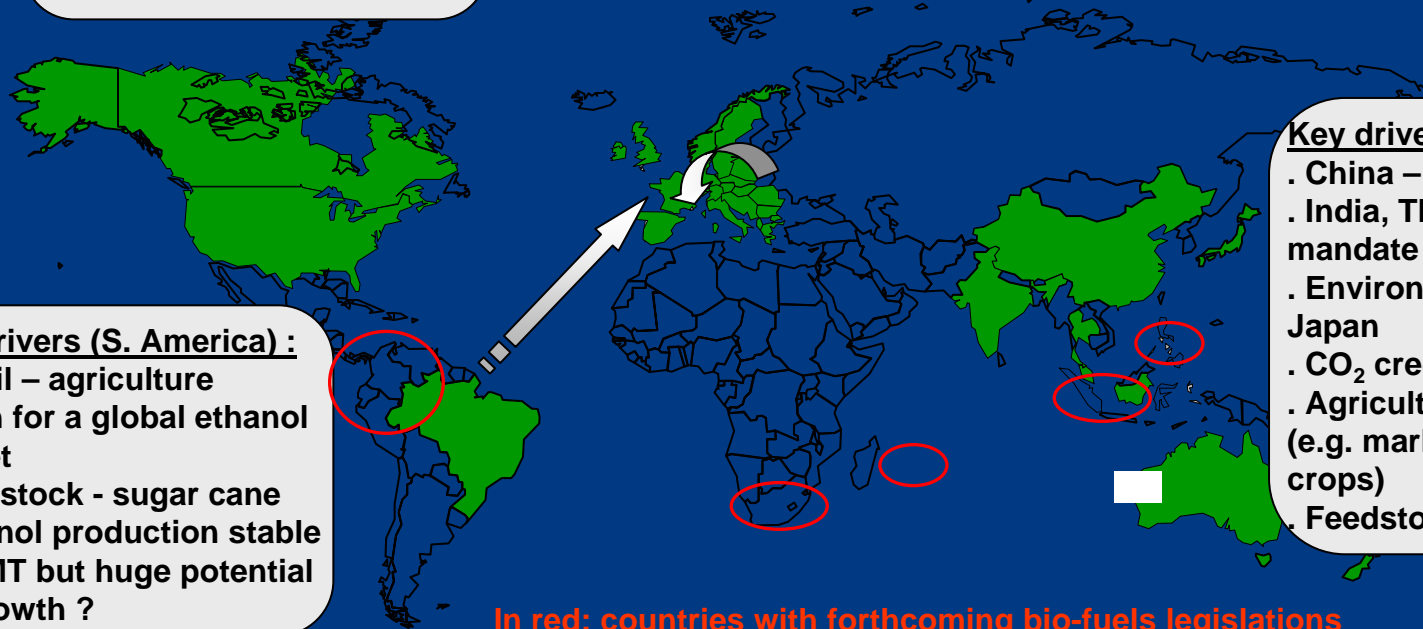 rivers (S. America) :
il – agriculture
for a global ethanol
t
stock - sugar cane
nol production stable
MT but huge potential
owth ?
Key drive
. China –
. India, T
mandate
. Environ
Japan
. CO₂ cre
. Agricult
(e.g. mar
crops)
. Feedsto
In red: countries with forthcoming bio-fuels legislations